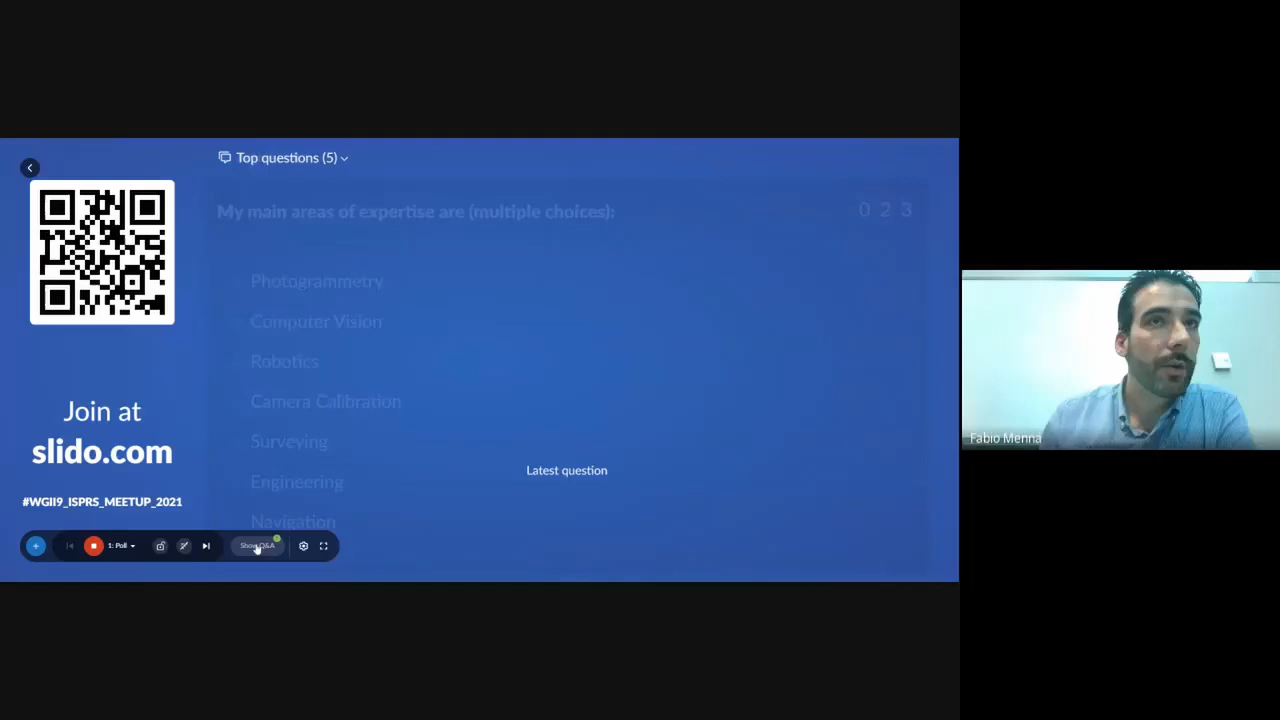 Top questions (5)
My main areas of expertise are (multiple choices):
0 2 3
Photogrammetry
Computer Vision
Robotics
Camera Calibration
Surveying
Engineering
Navigation
Latest question
Join at
slido.com
#WGII9_ISPRS_MEETUP_2021
1: Poll
Show Q&A
Fabio Menna